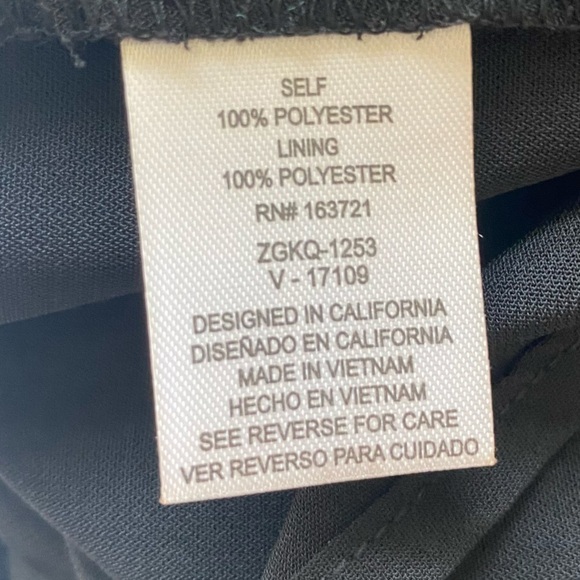 SELF
100% POLYESTER
LINING
100% POLYESTER
RN# 163721
ZGKQ-1253
V - 17109
DESIGNED IN CALIFORNIA
DISEÑADO EN CALIFORNIA
MADE IN VIETNAM
HECHO EN VIETNAM
SEE REVERSE FOR CARE
VER REVERSO PARA CUIDADO